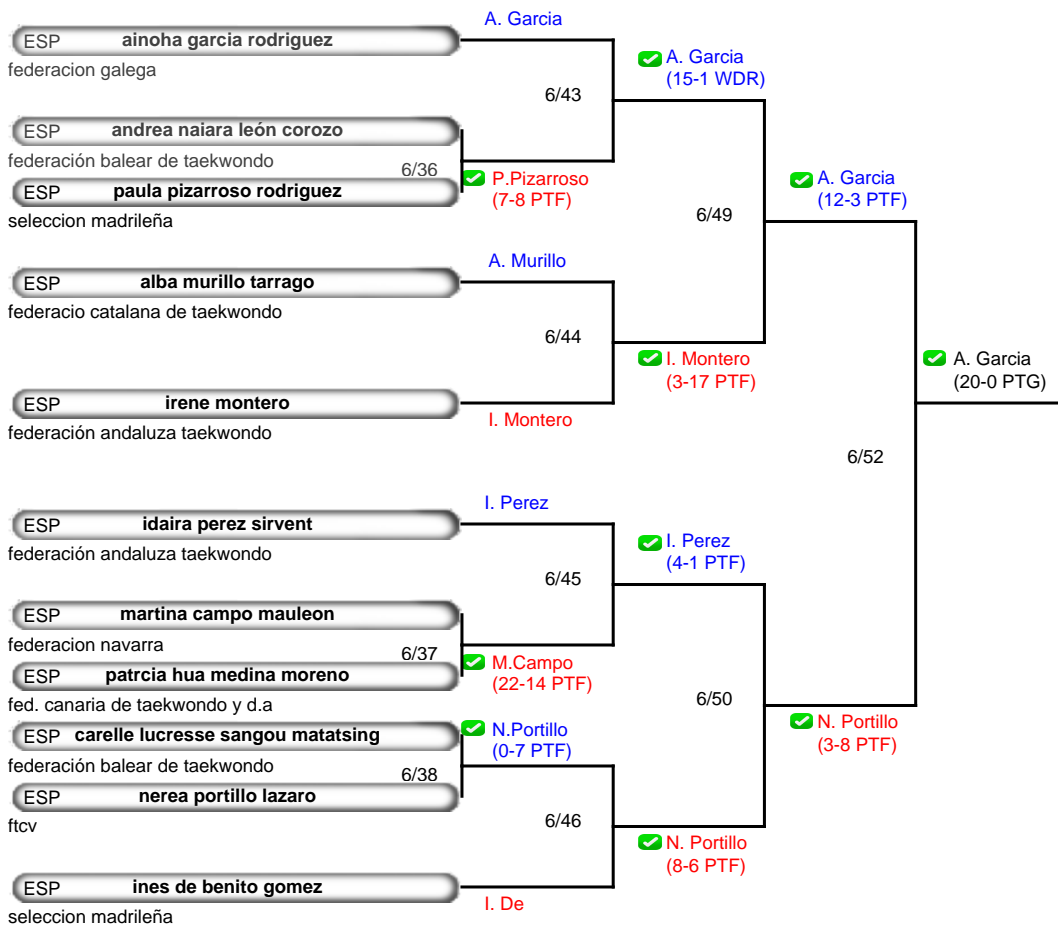 A. Garcia
ESP ainoha garcia rodriguez
federacion galega
A. Garcia
(15-1 WDR)
6/43
ESP andrea naiara león corozo
federación balear de taekwondo
6/36
P.Pizarroso
(7-8 PTF)
ESP paula pizarroso rodriguez
seleccion madrileña
A. Garcia
(12-3 PTF)
6/49
A. Murillo
ESP alba murillo tarrago
federacio catalana de taekwondo
6/44
I. Montero
(3-17 PTF)
A. Garcia
(20-0 PTG)
ESP irene montero
federación andaluza taekwondo
I. Montero
6/52
I. Perez
ESP idaira perez sirvent
federación andaluza taekwondo
I. Perez
(4-1 PTF)
6/45
ESP martina campo mauleon
federacion navarra
6/37
M.Campo
(22-14 PTF)
ESP patrcia hua medina moreno
fed. canaria de taekwondo y d.a
6/50
N. Portillo
(3-8 PTF)
ESP carelle lucresse sangou matatsing
N.Portillo
(0-7 PTF)
federación balear de taekwondo
6/38
ESP nerea portillo lazaro
ftcv
6/46
N. Portillo
(8-6 PTF)
ESP ines de benito gomez
I. De
seleccion madrileña